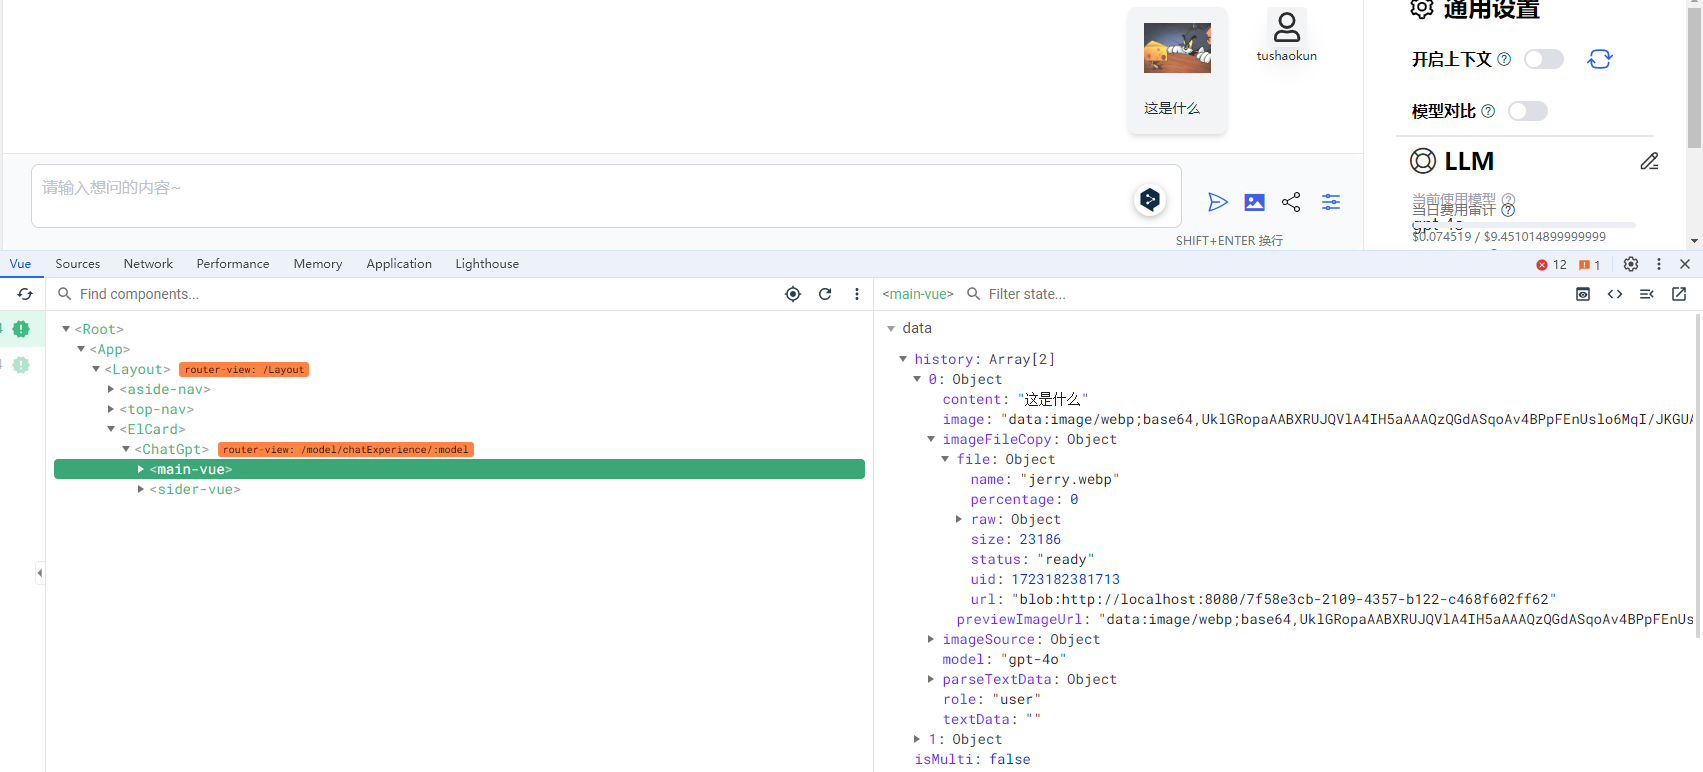 通用设置
tushaokun
这是什么
开启上下文
模型对比
LLM
当前使用模型
当日费用审计
gpt-4o
$0.074519 / $9.451014899999999
请输入想问的内容~
SHIFT+ENTER 换行
Vue Sources Network Performance Memory Application Lighthouse 12 1
Find components...
<main-vue> Filter state...
<Root>
<App>
<Layout> router-view: /Layout
<aside-nav>
<top-nav>
<ElCard>
<ChatGpt> router-view: /model/chatExperience/:model
<main-vue>
<sider-vue>
data
history: Array[2]
0: Object
content: "这是什么"
image: "data:image/webp;base64,UklGRopaAABXRUJQVlA4IH5aAAAQzQGdASqoAv4BPpFEnUslo6MqI/JKGUA
imageFileCopy: Object
file: Object
name: "jerry.webp"
percentage: 0
raw: Object
size: 23186
status: "ready"
uid: 1723182381713
url: "blob:http://localhost:8080/7f58e3cb-2109-4357-b122-c468f602ff62"
previewImageUrl: "data:image/webp;base64,UklGRopaAABXRUJQVlA4IH5aAAAQzQGdASqoAv4BPpFEnUs
imageSource: Object
model: "gpt-4o"
parseTextData: Object
role: "user"
textData: ""
1: Object
isMulti: false